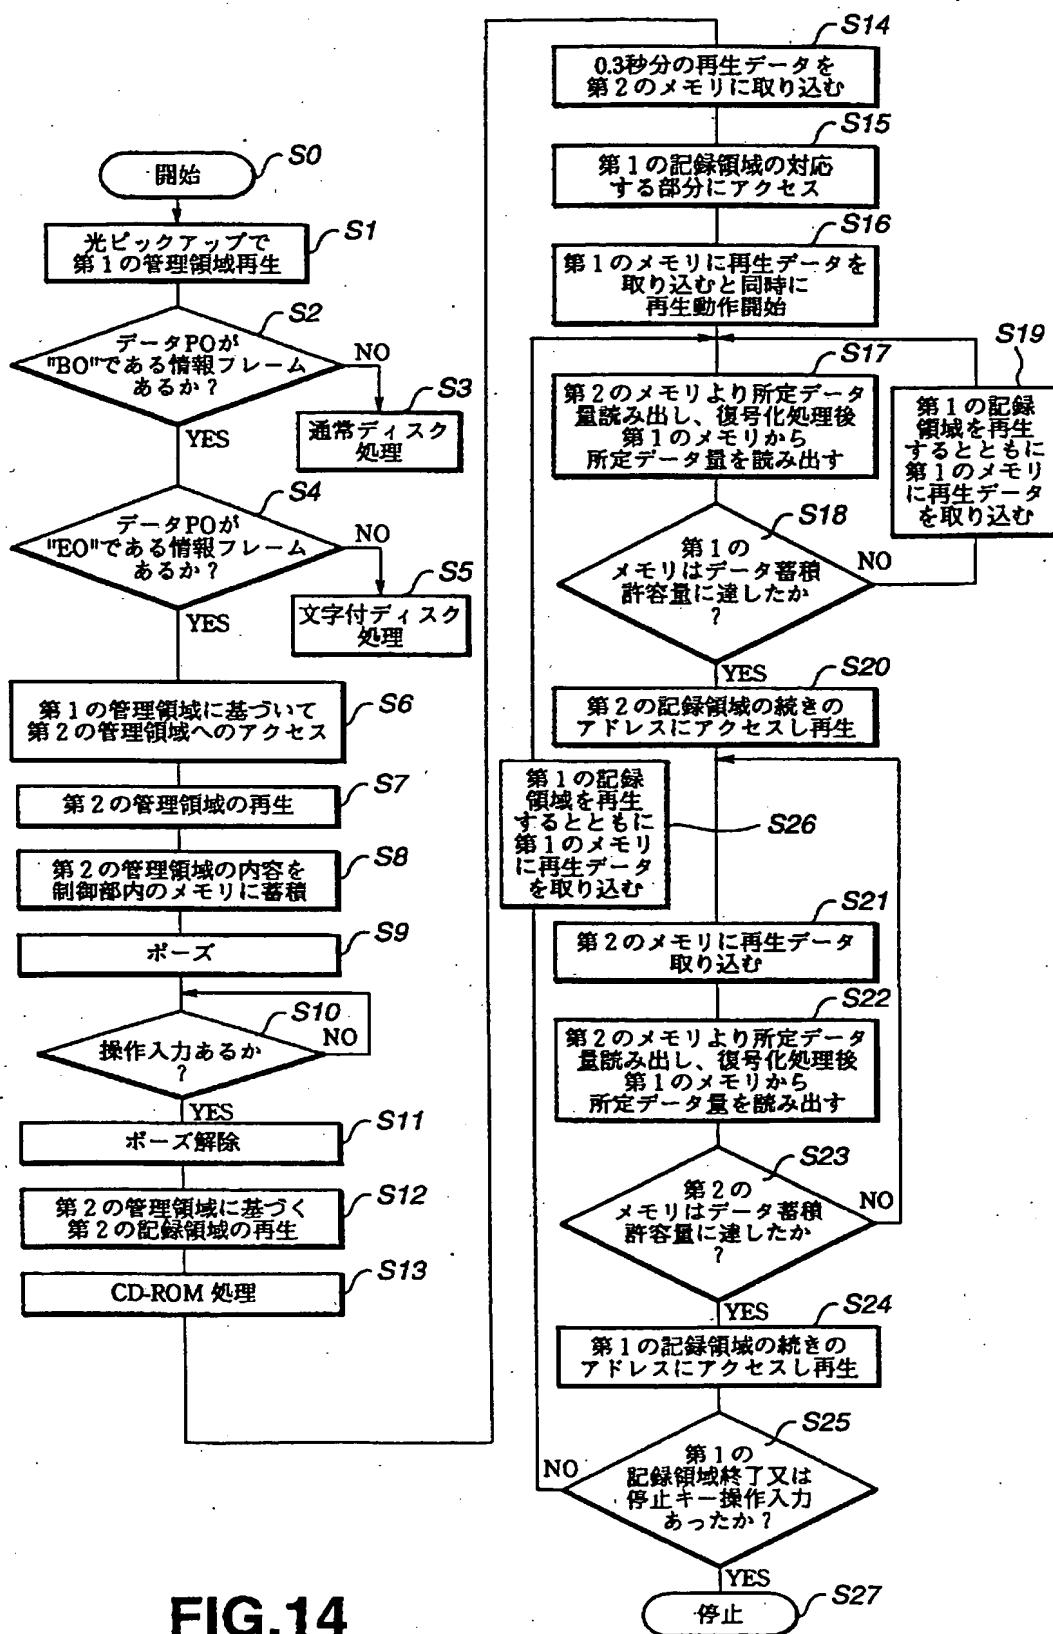 S0
開始
S1
光ピックアップで
第1の管理領域再生
S2
データPOが
"BO"である情報フレーム
あるか?
NO
YES
S3
通常ディスク
処理
S4
データPOが
"EO"である情報フレーム
あるか?
NO
YES
S5
文字付ディスク
処理
S6
第1の管理領域に基づいて
第2の管理領域へのアクセス
S7
第2の管理領域の再生
S8
第2の管理領域の内容を
制御部内のメモリに蓄積
S9
ポーズ
S10
操作入力あるか
?
NO
YES
S11
ポーズ解除
S12
第2の管理領域に基づく
第2の記録領域の再生
S13
CD-ROM 処理
S14
0.3秒分の再生データを
第2のメモリに取り込む
S15
第1の記録領域の対応
する部分にアクセス
S16
第1のメモリに再生データを
取り込むと同時に
再生動作開始
S17
第2のメモリより所定データ
量読み出し、復号化処理後
第1のメモリから
所定データ量を読み出す
S18
第1の
メモリはデータ蓄積
許容量に達したか
?
NO
YES
S19
第1の記録
領域を再生
するとともに
第1のメモリ
に再生データ
を取り込む
S20
第2の記録領域の続きの
アドレスにアクセスし再生
S21
第2のメモリに再生データ
取り込む
S22
第2のメモリより所定データ
量読み出し、復号化処理後
第1のメモリから
所定データ量を読み出す
S23
第2の
メモリはデータ蓄積
許容量に達したか
?
NO
YES
S24
第1の記録領域の続きの
アドレスにアクセスし再生
S25
第1の
記録領域終了又は
停止キー操作入力
あったか?
NO
YES
S26
第1の記録
領域を再生
するとともに
第1のメモリ
に再生データ
を取り込む
S27
停止
FIG.14